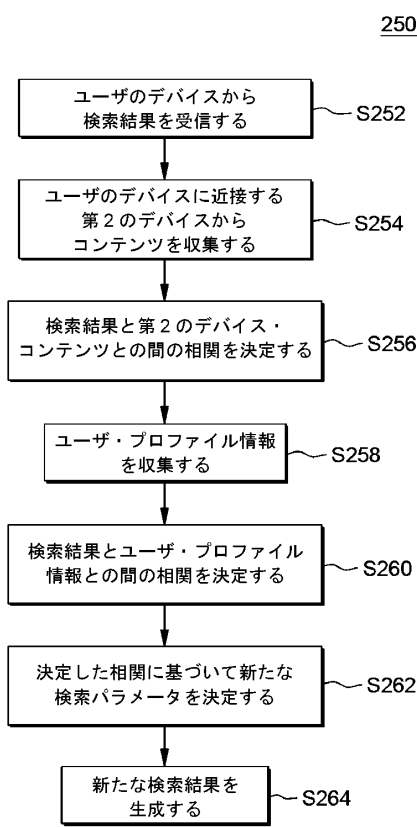 250
ユーザのデバイスから
検索結果を受信する
S252
ユーザのデバイスに近接する
第2のデバイスから
コンテンツを収集する
S254
検索結果と第2のデバイス・
コンテンツとの間の相関を決定する
S256
ユーザ・プロファイル情報
を収集する
S258
検索結果とユーザ・プロファイル
情報との間の相関を決定する
S260
決定した相関に基づいて新たな
検索パラメータを決定する
S262
新たな検索結果を
生成する
S264